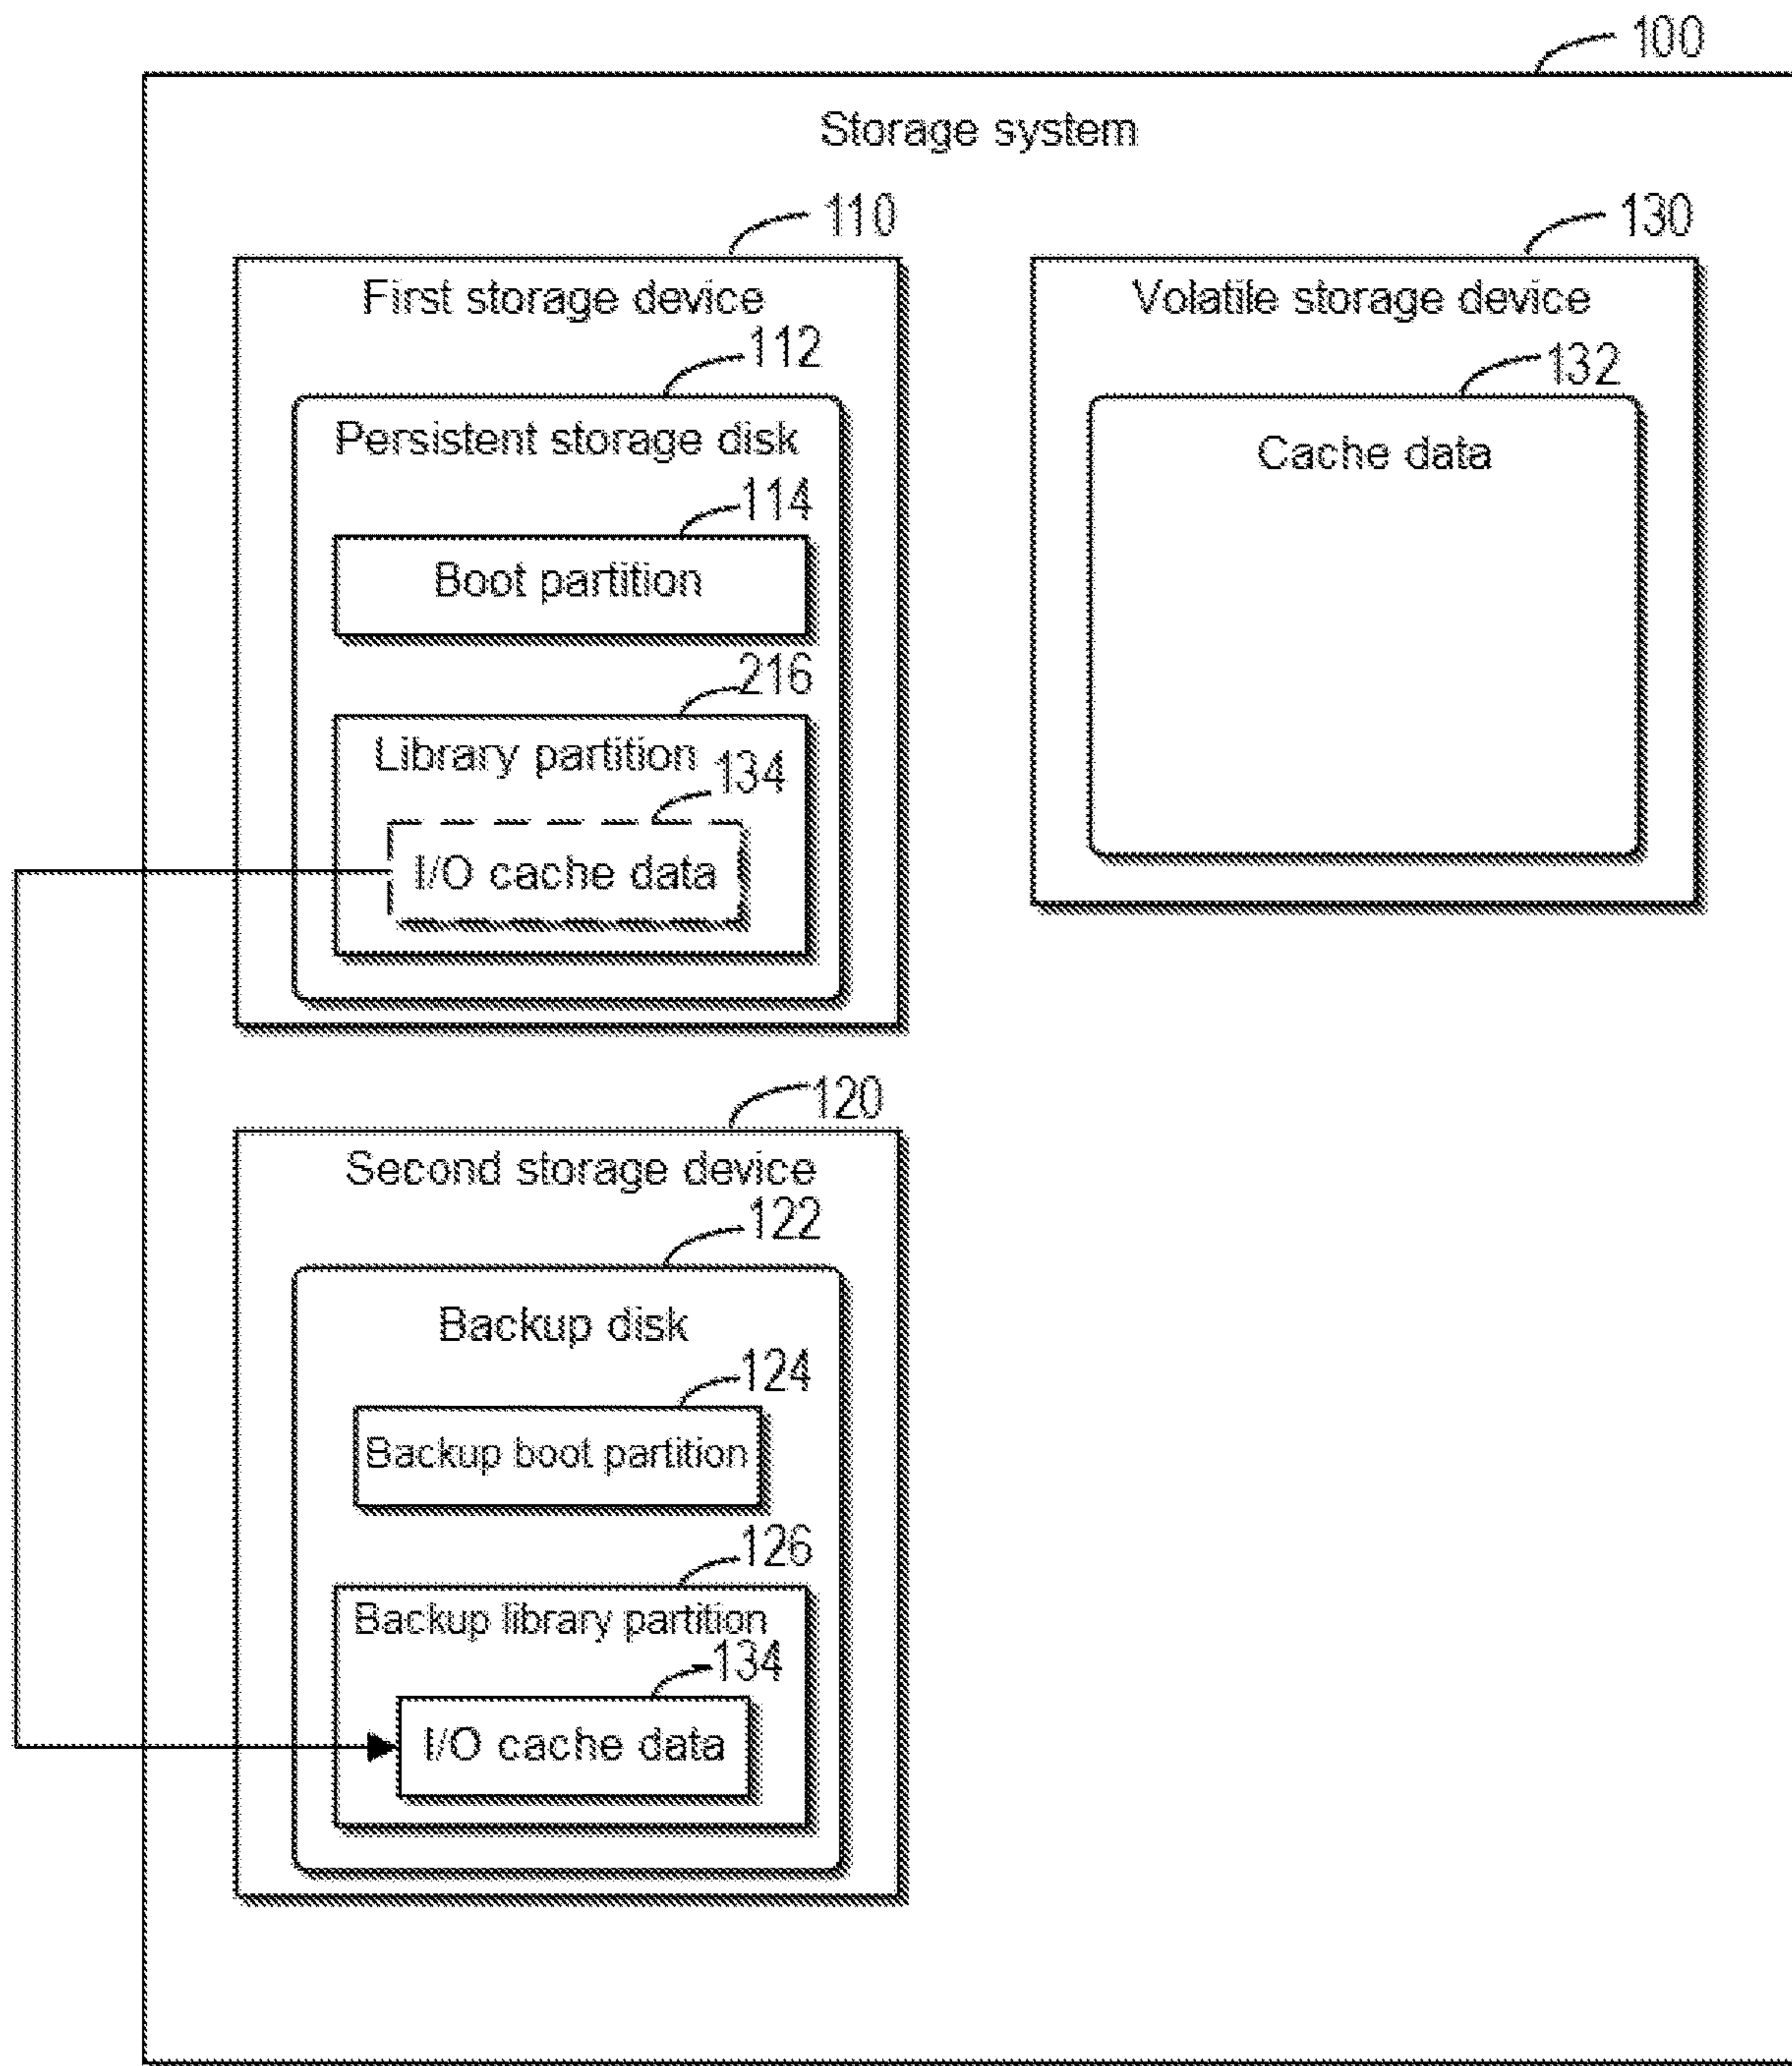 100
Storage system
110
First storage device
112
Persistent storage disk
114
Boot partition
216
Library partition
134
I/O cache data
130
Volatile storage device
132
Cache data
120
Second storage device
122
Backup disk
124
Backup boot partition
126
Backup library partition
134
I/O cache data